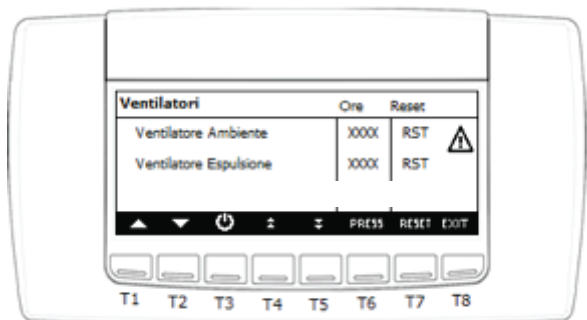 Ventilatori Ore Reset
Ventilatore Ambiente XXXX RST
Ventilatore Espulsione XXXX RST
PRESS RESET EXIT
T1 T2 T3 T4 T5 T6 T7 T8